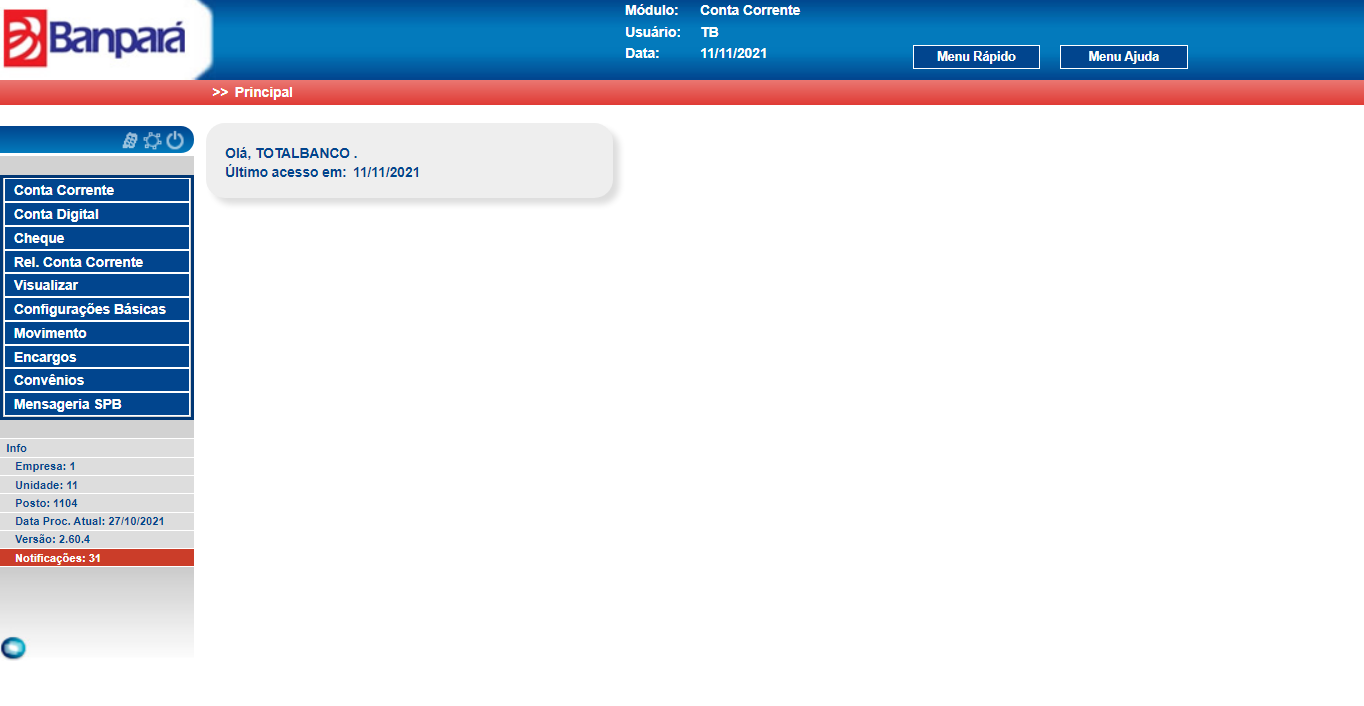 Banpará
Módulo: Conta Corrente
Usuário: TB
Data: 11/11/2021
Menu Rápido
Menu Ajuda
>> Principal
Olá, TOTALBANCO .
Último acesso em: 11/11/2021
Conta Corrente
Conta Digital
Cheque
Rel. Conta Corrente
Visualizar
Configurações Básicas
Movimento
Encargos
Convênios
Mensageria SPB
Info
Empresa: 1
Unidade: 11
Posto: 1104
Data Proc. Atual: 27/10/2021
Versão: 2.60.4
Notificações: 31